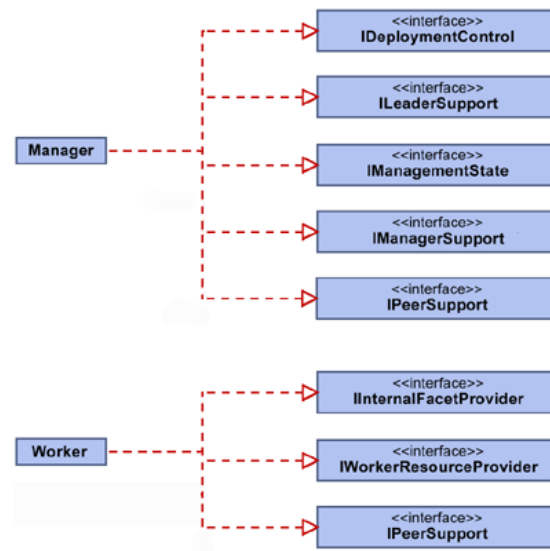 <<interface>>
IDeploymentControl
<<interface>>
ILeaderSupport
Manager
<<interface>>
IManagementState
<<interface>>
IManagerSupport
<<interface>>
IPeerSupport
<<interface>>
IInternalFacetProvider
Worker
<<interface>>
IWorkerResourceProvider
<<interface>>
IPeerSupport